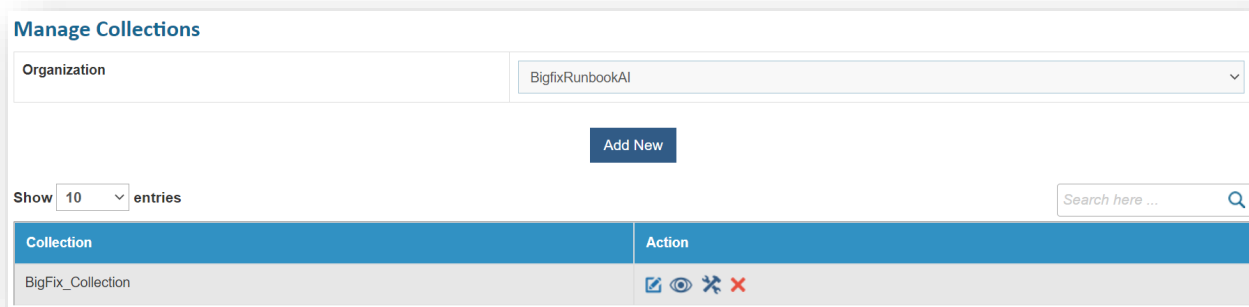 Manage Collections
Organization
BigfixRunbookAI
Add New
Show 10 entries
Search here ...
Collection Action
BigFix_Collection